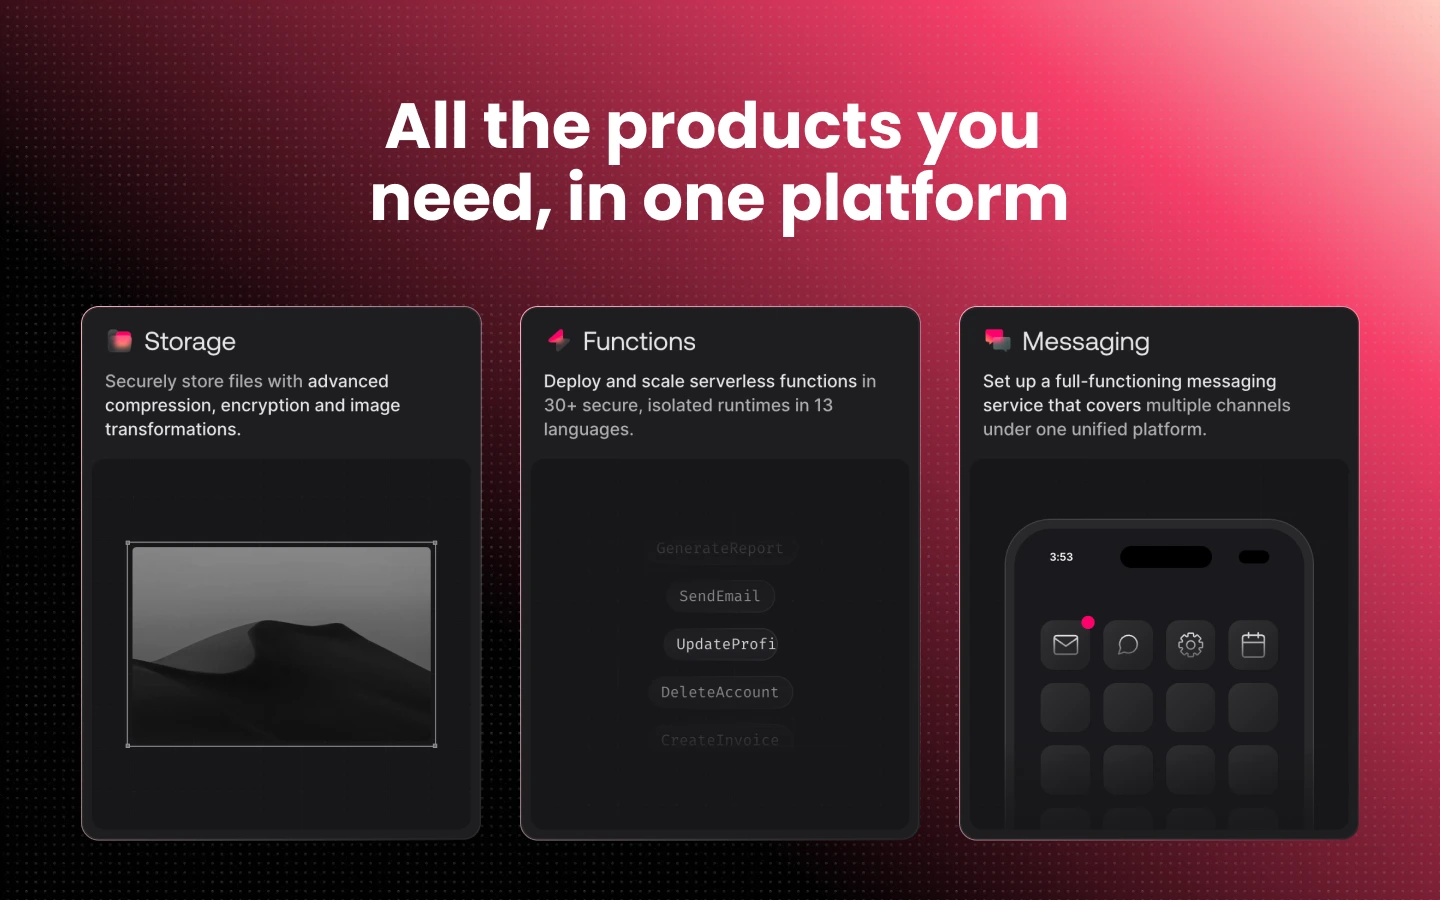 All the products you
need, in one platform
Storage
Securely store files with advanced
compression, encryption and image
transformations.
Functions
Deploy and scale serverless functions in
30+ secure, isolated runtimes in 13
languages.
GenerateReport
SendEmail
UpdateProfi
DeleteAccount
CreateInvoice
Messaging
Set up a full-functioning messaging
service that covers multiple channels
under one unified platform.
3:53